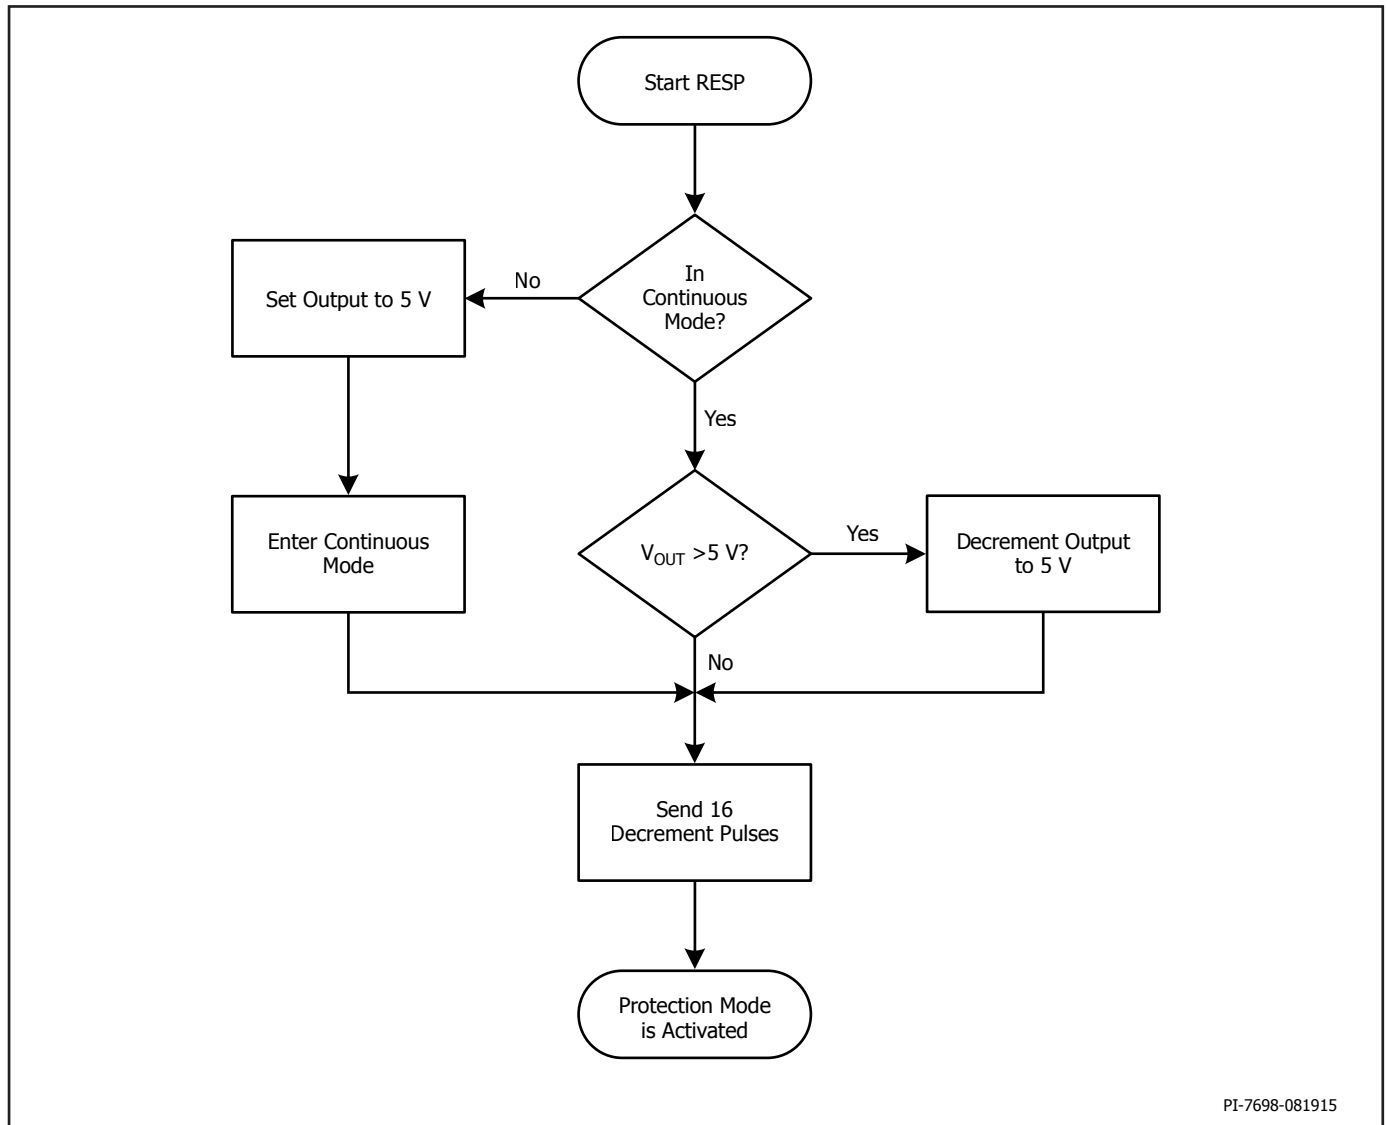 Start RESP
In
Continuous
Mode?
No
Set Output to 5 V
Yes
Enter Continuous
Mode
V_OUT >5 V?
Yes
Decrement Output
to 5 V
No
Send 16
Decrement Pulses
Protection Mode
is Activated
PI-7698-081915